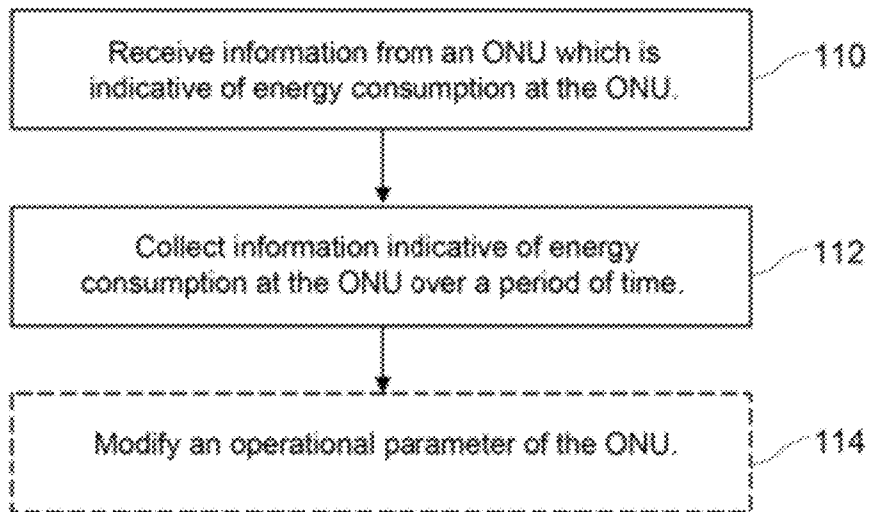 Receive information from an ONU which is
indicative of energy consumption at the ONU.
110
Collect information indicative of energy
consumption at the ONU over a period of time.
112
Modify an operational parameter of the ONU.
114